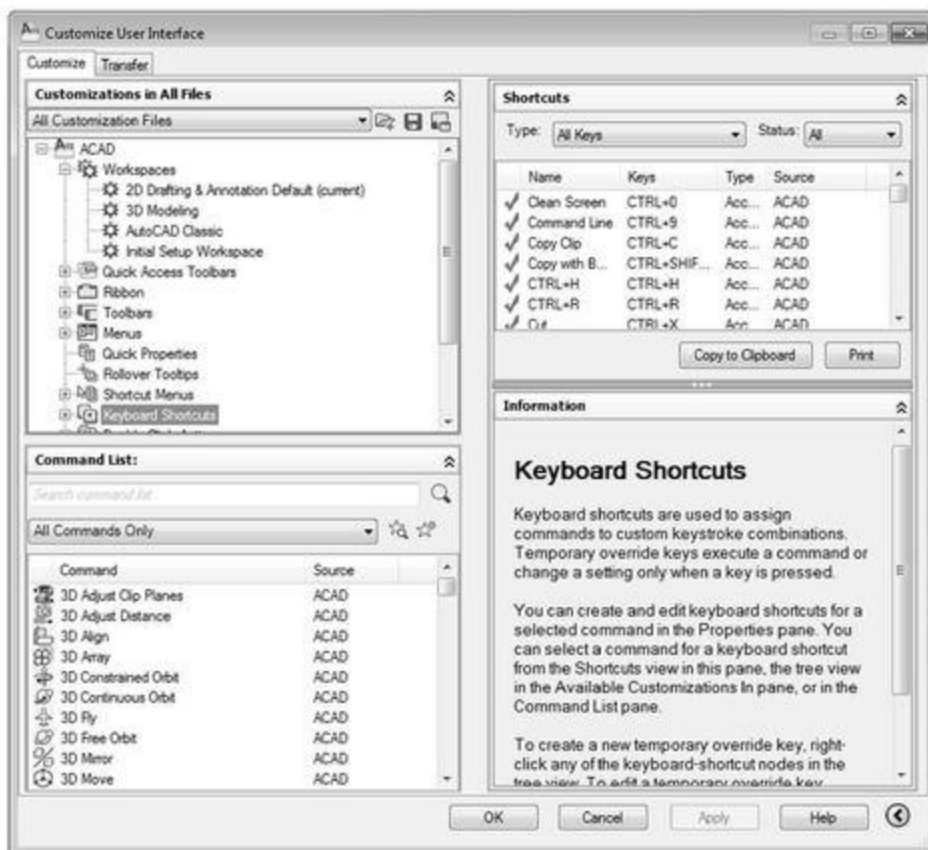 Customize User Interface
Customize Transfer
Customizations in All Files
All Customization Files
ACAD
Workspaces
2D Drafting & Annotation Default (current)
3D Modeling
AutoCAD Classic
Initial Setup Workspace
Quick Access Toolbars
Ribbon
Toolbars
Menus
Quick Properties
Rollover Tooltips
Shortcut Menus
Keyboard Shortcuts
Command List:
Search command list
All Commands Only
Command Source
3D Adjust Clip Planes ACAD
3D Adjust Distance ACAD
3D Align ACAD
3D Array ACAD
3D Constrained Orbit ACAD
3D Continuous Orbit ACAD
3D Fly ACAD
3D Free Orbit ACAD
3D Mirror ACAD
3D Move ACAD
Shortcuts
Type: All Keys Status: All
Name Keys Type Source
Clean Screen CTRL+0 Acc... ACAD
Command Line CTRL+9 Acc... ACAD
Copy Clip CTRL+C Acc... ACAD
Copy with B... CTRL+SHIF... Acc... ACAD
CTRL+H CTRL+H Acc... ACAD
CTRL+R CTRL+R Acc... ACAD
Cut CTRL+X Acc... ACAD
Copy to Clipboard Print
Information
Keyboard Shortcuts
Keyboard shortcuts are used to assign
commands to custom keystroke combinations.
Temporary override keys execute a command or
change a setting only when a key is pressed.
You can create and edit keyboard shortcuts for a
selected command in the Properties pane. You
can select a command for a keyboard shortcut
from the Shortcuts view in this pane, the tree view
in the Available Customizations In pane, or in the
Command List pane.
To create a new temporary override key, right-
click any of the keyboard-shortcut nodes in the
tree view. To edit a temporary override key
OK Cancel Apply Help